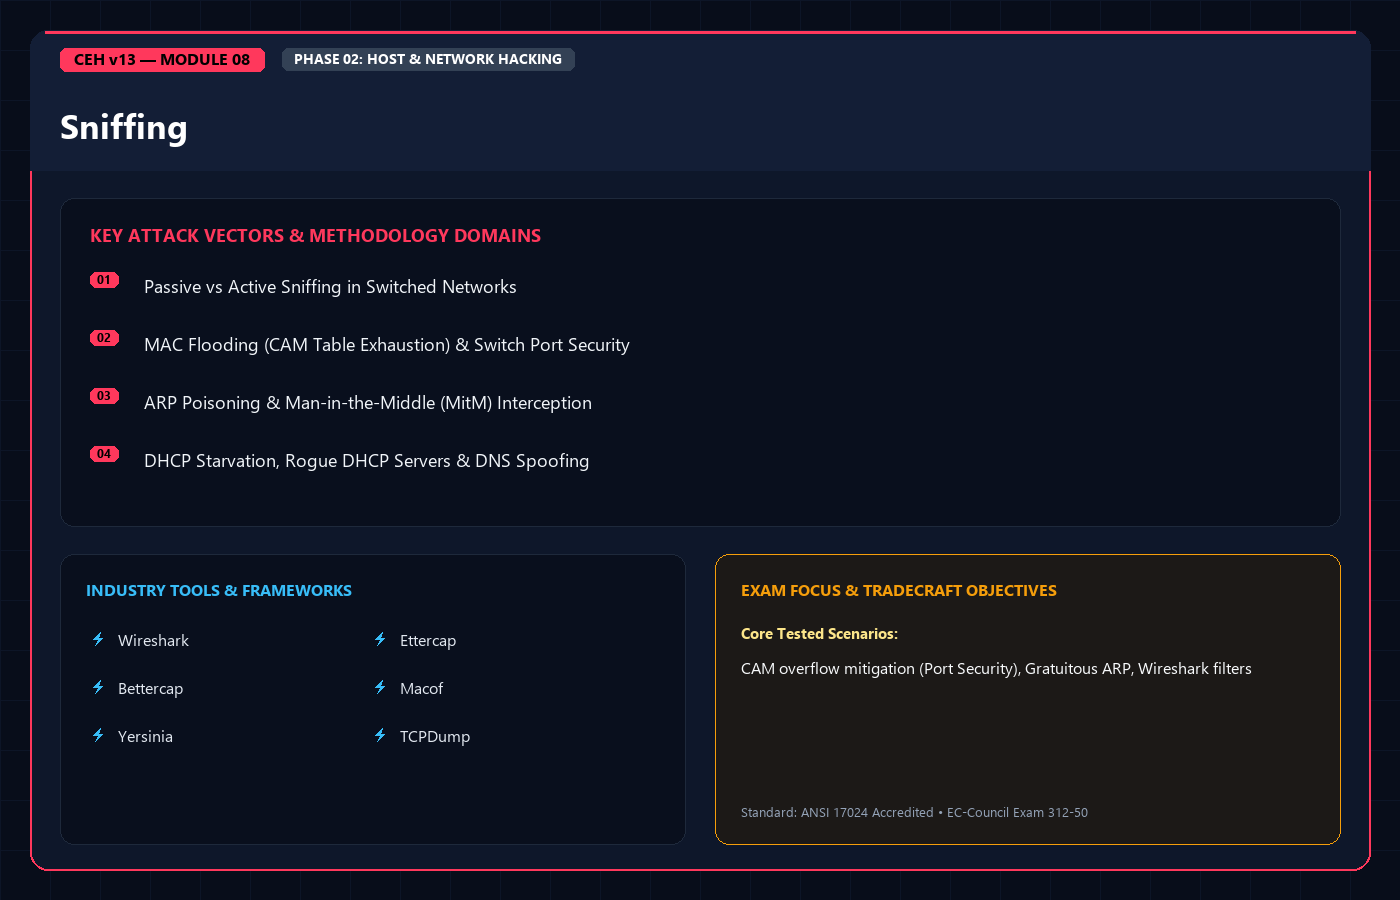 CEH v13 — MODULE 08
PHASE 02: HOST & NETWORK HACKING
Sniffing
KEY ATTACK VECTORS & METHODOLOGY DOMAINS
01 Passive vs Active Sniffing in Switched Networks
02 MAC Flooding (CAM Table Exhaustion) & Switch Port Security
03 ARP Poisoning & Man-in-the-Middle (MitM) Interception
04 DHCP Starvation, Rogue DHCP Servers & DNS Spoofing
INDUSTRY TOOLS & FRAMEWORKS
Wireshark
Ettercap
Bettercap
Macof
Yersinia
TCPDump
EXAM FOCUS & TRADECRAFT OBJECTIVES
Core Tested Scenarios:
CAM overflow mitigation (Port Security), Gratuitous ARP, Wireshark filters
Standard: ANSI 17024 Accredited • EC-Council Exam 312-50